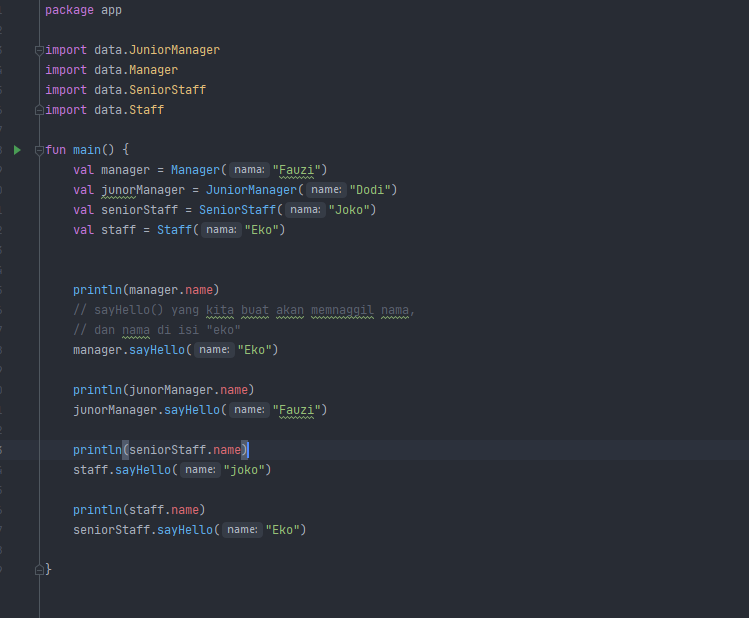 package app
import data.JuniorManager
import data.Manager
import data.SeniorStaff
import data.Staff
fun main() {
val manager = Manager( nama: "Fauzi")
val junorManager = JuniorManager( name: "Dodi")
val seniorStaff = SeniorStaff( nama: "Joko")
val staff = Staff( nama: "Eko")
println(manager.name)
// sayHello() yang kita buat akan memnaggil nama,
// dan nama di isi "eko"
manager.sayHello( name: "Eko")
println(junorManager.name)
junorManager.sayHello( name: "Fauzi")
println(seniorStaff.name)
staff.sayHello( name: "joko")
println(staff.name)
seniorStaff.sayHello( name: "Eko")
}